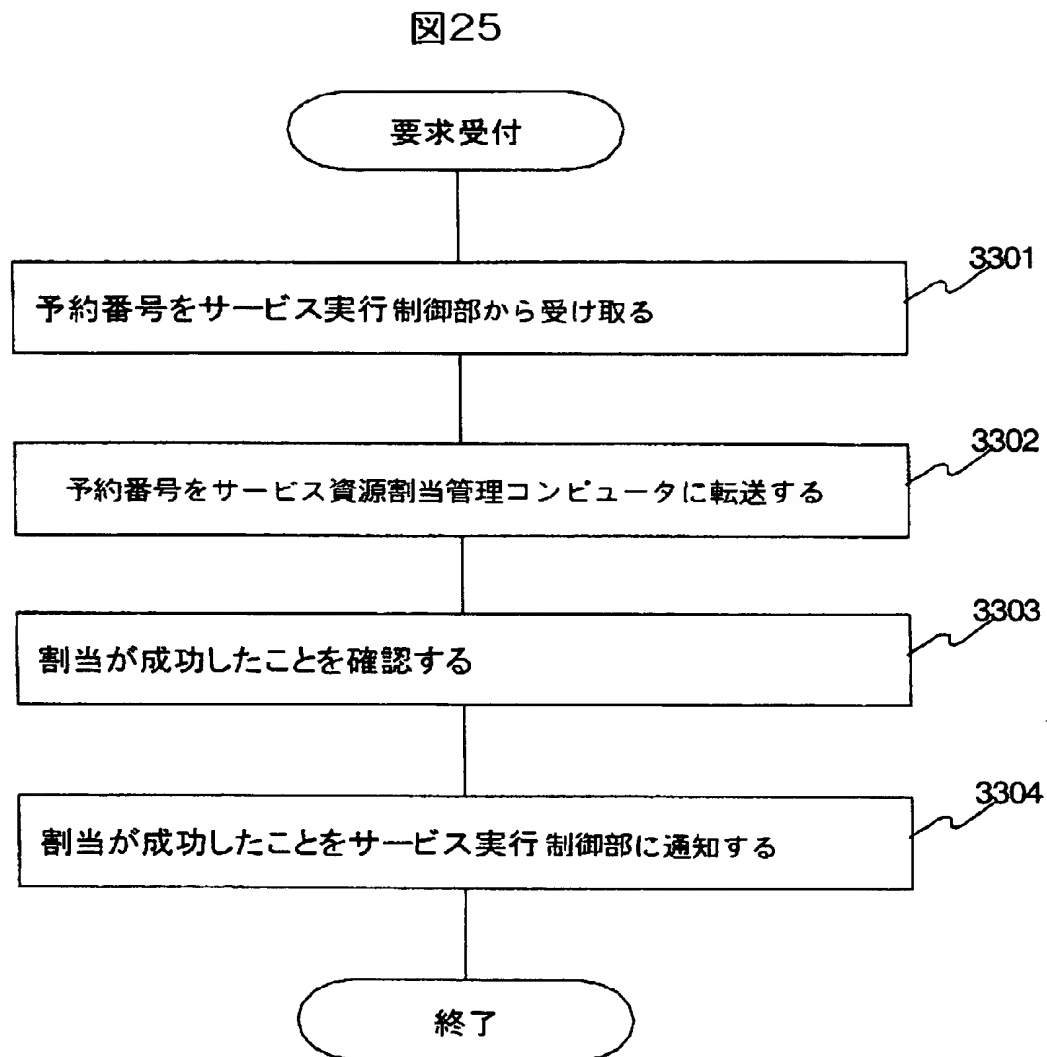 図25
要求受付
3301
予約番号をサービス実行制御部から受け取る
3302
予約番号をサービス資源割当管理コンピュータに転送する
3303
割当が成功したことを確認する
3304
割当が成功したことをサービス実行制御部に通知する
終了